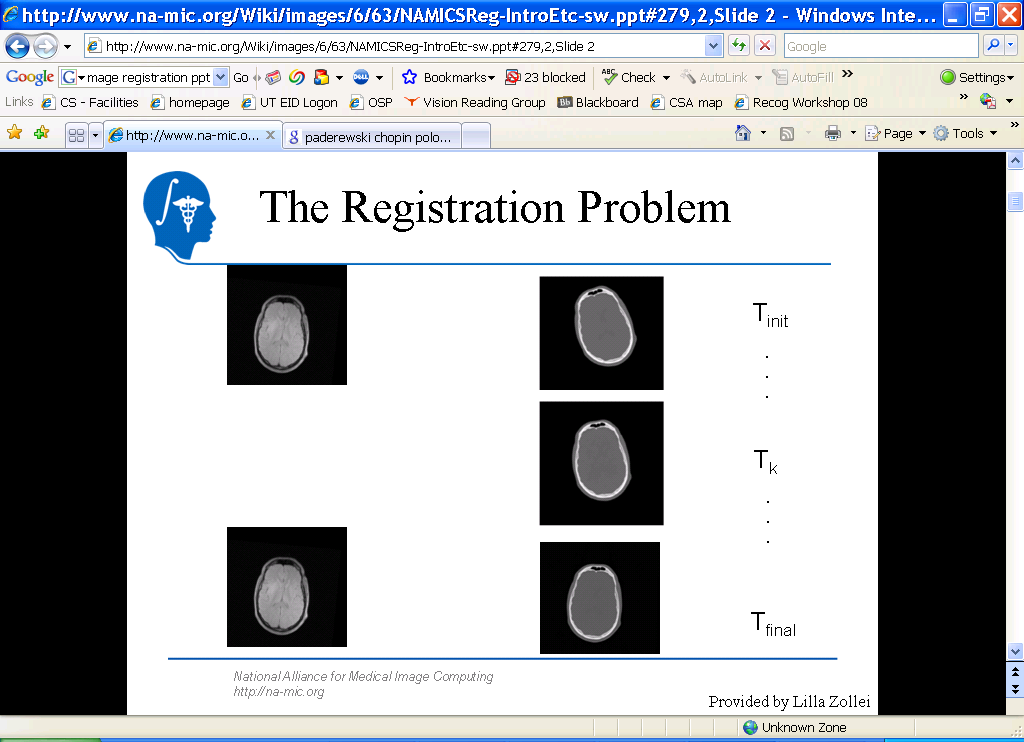 http://www.na-mic.org/Wiki/images/6/63/NAMICSReg-IntroEtc-sw.ppt#279,2,Slide 2 - Windows Inte...
http://www.na-mic.org/Wiki/images/6/63/NAMICSReg-IntroEtc-sw.ppt#279,2,Slide 2
Google
Google
G mage registration ppt Go
Bookmarks
23 blocked
ABC Check
AutoLink
AutoFill
Settings
Links
CS - Facilities
homepage
UT EID Logon
OSP
Vision Reading Group
Bb Blackboard
CSA map
Recog Workshop 08
http://www.na-mic.o...
g paderewski chopin polo...
Page
Tools
The Registration Problem
Tinit
.
.
.
Tk
.
.
.
Tfinal
National Alliance for Medical Image Computing
http://na-mic.org
Provided by Lilla Zollei
Unknown Zone